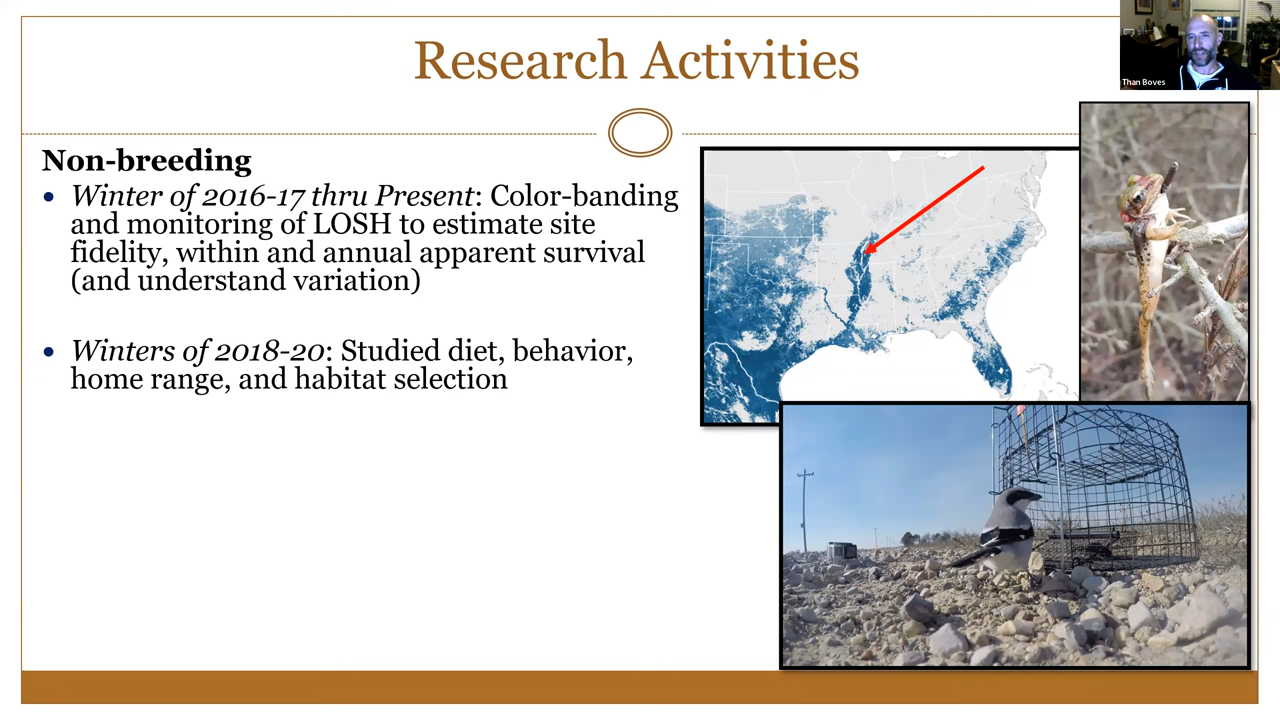 Research Activities
Than Boves
Non-breeding
• Winter of 2016-17 thru Present: Color-banding
and monitoring of LOSH to estimate site
fidelity, within and annual apparent survival
(and understand variation)
• Winters of 2018-20: Studied diet, behavior,
home range, and habitat selection